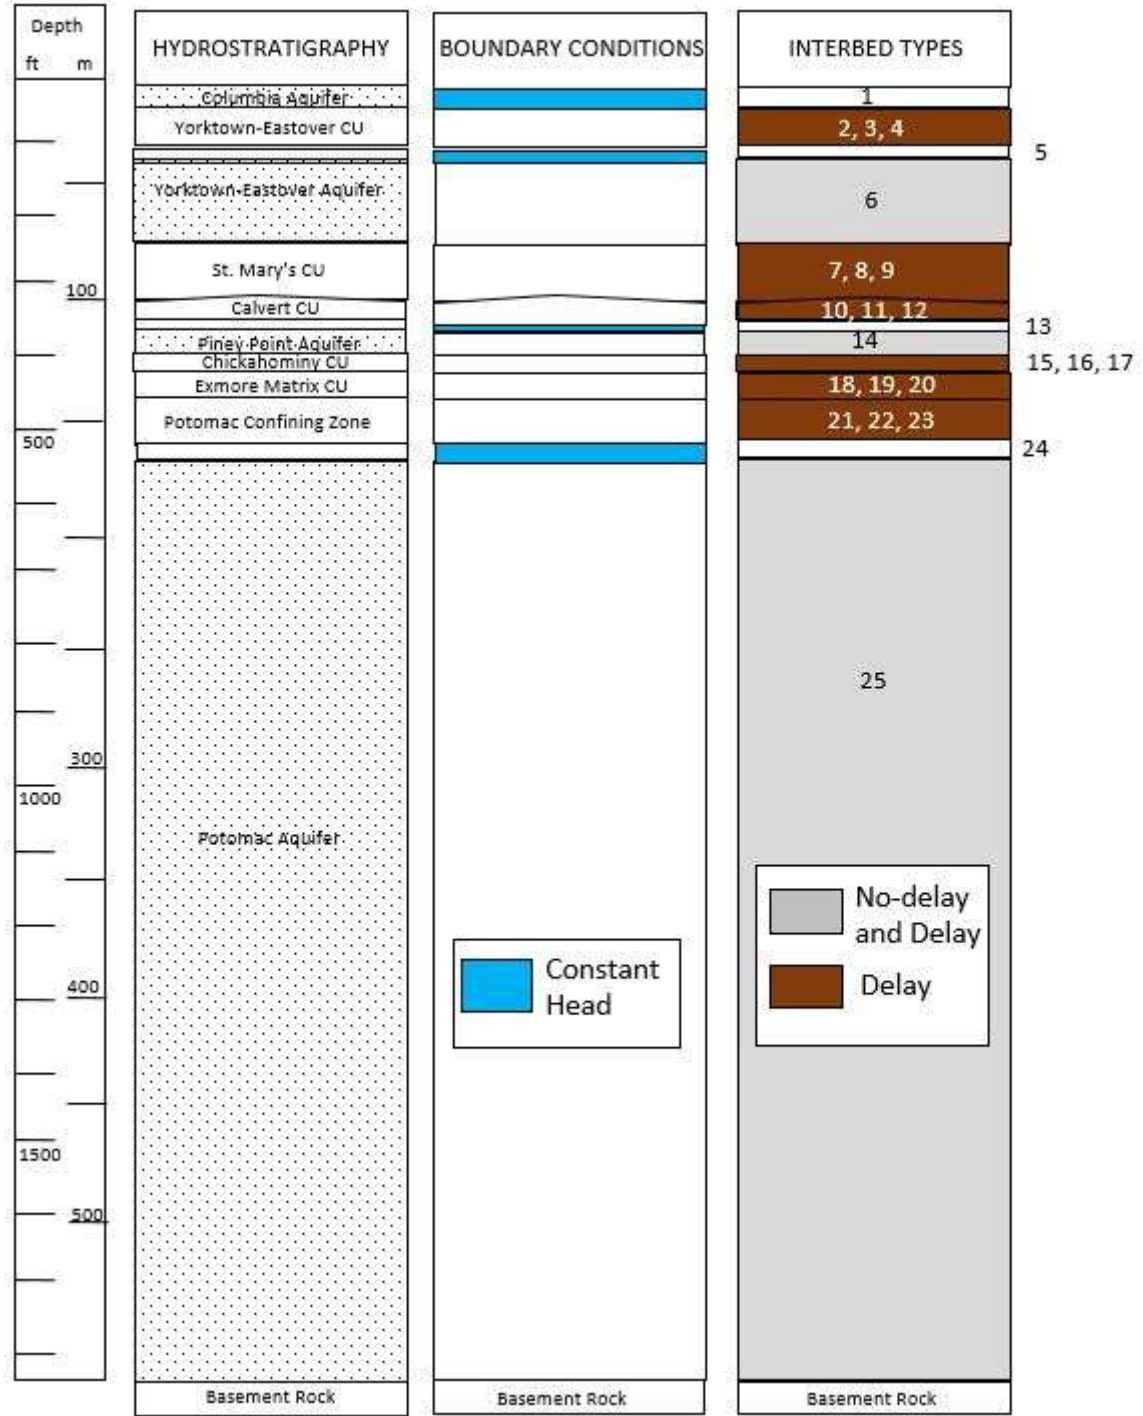 Depth
ft m
HYDROSTRATIGRAPHY
BOUNDARY CONDITIONS
INTERBED TYPES
Columbia Aquifer
1
Yorktown-Eastover CU
2, 3, 4
5
Yorktown-Eastover Aquifer
6
St. Mary's CU
7, 8, 9
100
Calvert CU
10, 11, 12
13
Piney Point Aquifer
14
Chickahominy CU
15, 16, 17
Exmore Matrix CU
18, 19, 20
Potomac Confining Zone
21, 22, 23
500
24
25
300
1000
Potomac Aquifer
No-delay
and Delay
Delay
Constant
Head
400
1500
500
Basement Rock
Basement Rock
Basement Rock